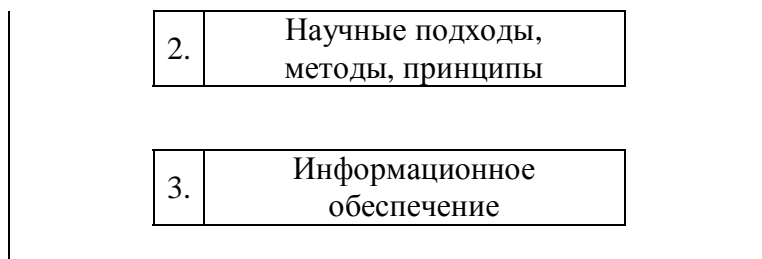 2. Научные подходы,
методы, принципы
3. Информационное
обеспечение